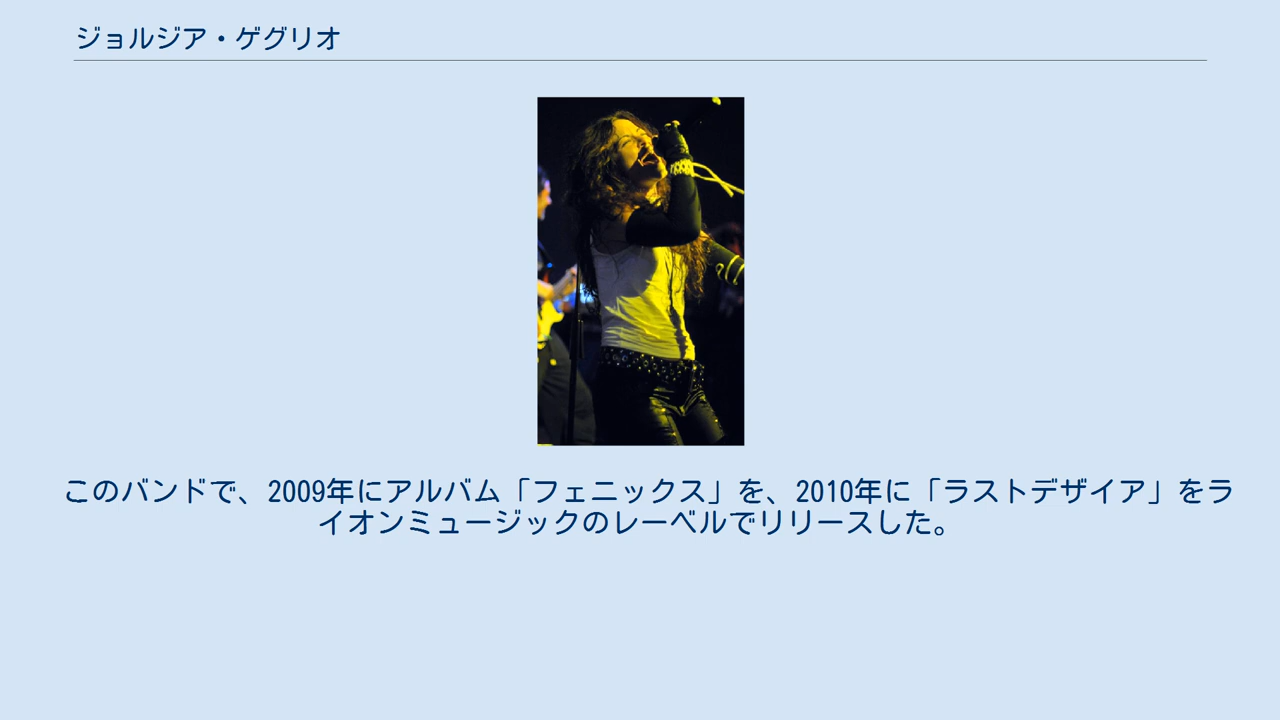 ジョルジア・ゲグリオ
このバンドで、2009年にアルバム「フェニックス」を、2010年に「ラストデザイア」をラ
イオンミュージックのレーベルでリリースした。